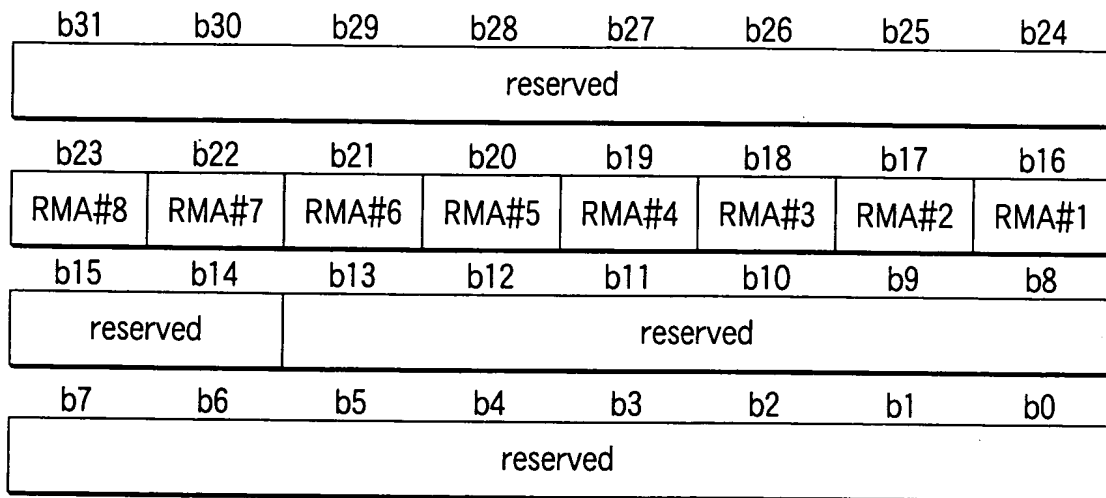 b31 b30 b29 b28 b27 b26 b25 b24
reserved
b23 b22 b21 b20 b19 b18 b17 b16
RMA#8 RMA#7 RMA#6 RMA#5 RMA#4 RMA#3 RMA#2 RMA#1
b15 b14 b13 b12 b11 b10 b9 b8
reserved reserved
b7 b6 b5 b4 b3 b2 b1 b0
reserved